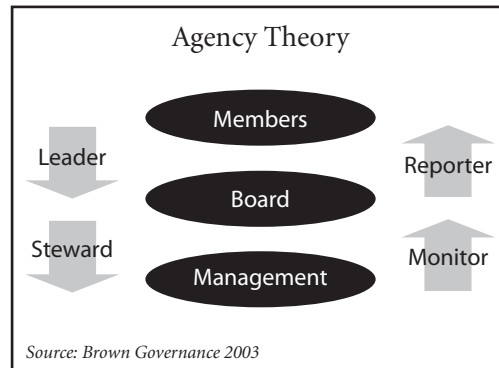 Agency Theory
Members
Leader
Reporter
Board
Steward
Monitor
Management
Source: Brown Governance 2003